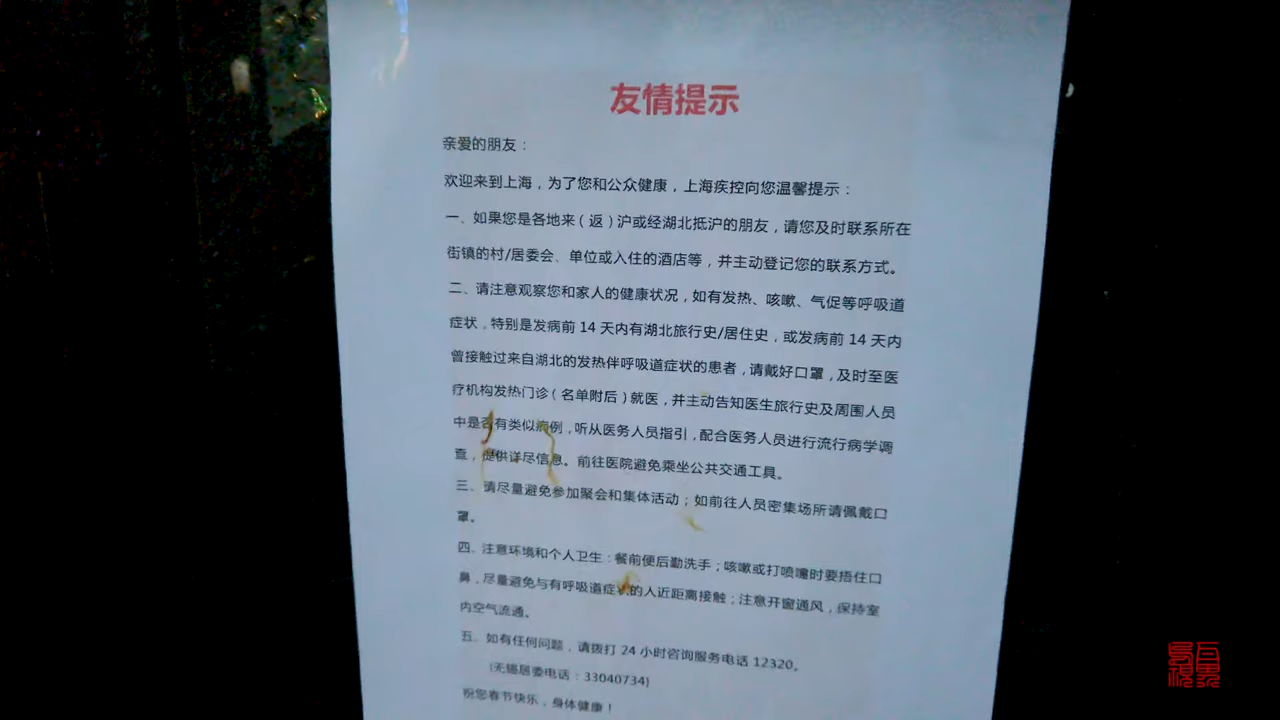 友情提示
亲爱的朋友：
欢迎来到上海，为了您和公众健康，上海疾控向您温馨提示：
一、如果您是各地来（返）沪或经湖北抵沪的朋友，请您及时联系所在
街镇的村/居委会、单位或入住的酒店等，并主动登记您的联系方式。
二、请注意观察您和家人的健康状况，如有发热、咳嗽、气促等呼吸道
症状，特别是发病前 14 天内有湖北旅行史/居住史，或发病前 14 天内
曾接触过来自湖北的发热伴呼吸道症状的患者，请戴好口罩，及时至医
疗机构发热门诊（名单附后）就医，并主动告知医生旅行史及周围人员
中是否有类似病例，听从医务人员指引，配合医务人员进行流行病学调
查，提供详尽信息。前往医院避免乘坐公共交通工具。
三、请尽量避免参加聚会和集体活动；如前往人员密集场所请佩戴口
罩。
四、注意环境和个人卫生：餐前便后勤洗手；咳嗽或打喷嚏时要捂住口
鼻，尽量避免与有呼吸道症状的人近距离接触；注意开窗通风，保持室
内空气流通。
五、如有任何问题，请拨打 24 小时咨询服务电话 12320。
(无锡居委电话：33040734)
祝您春节快乐，身体健康！